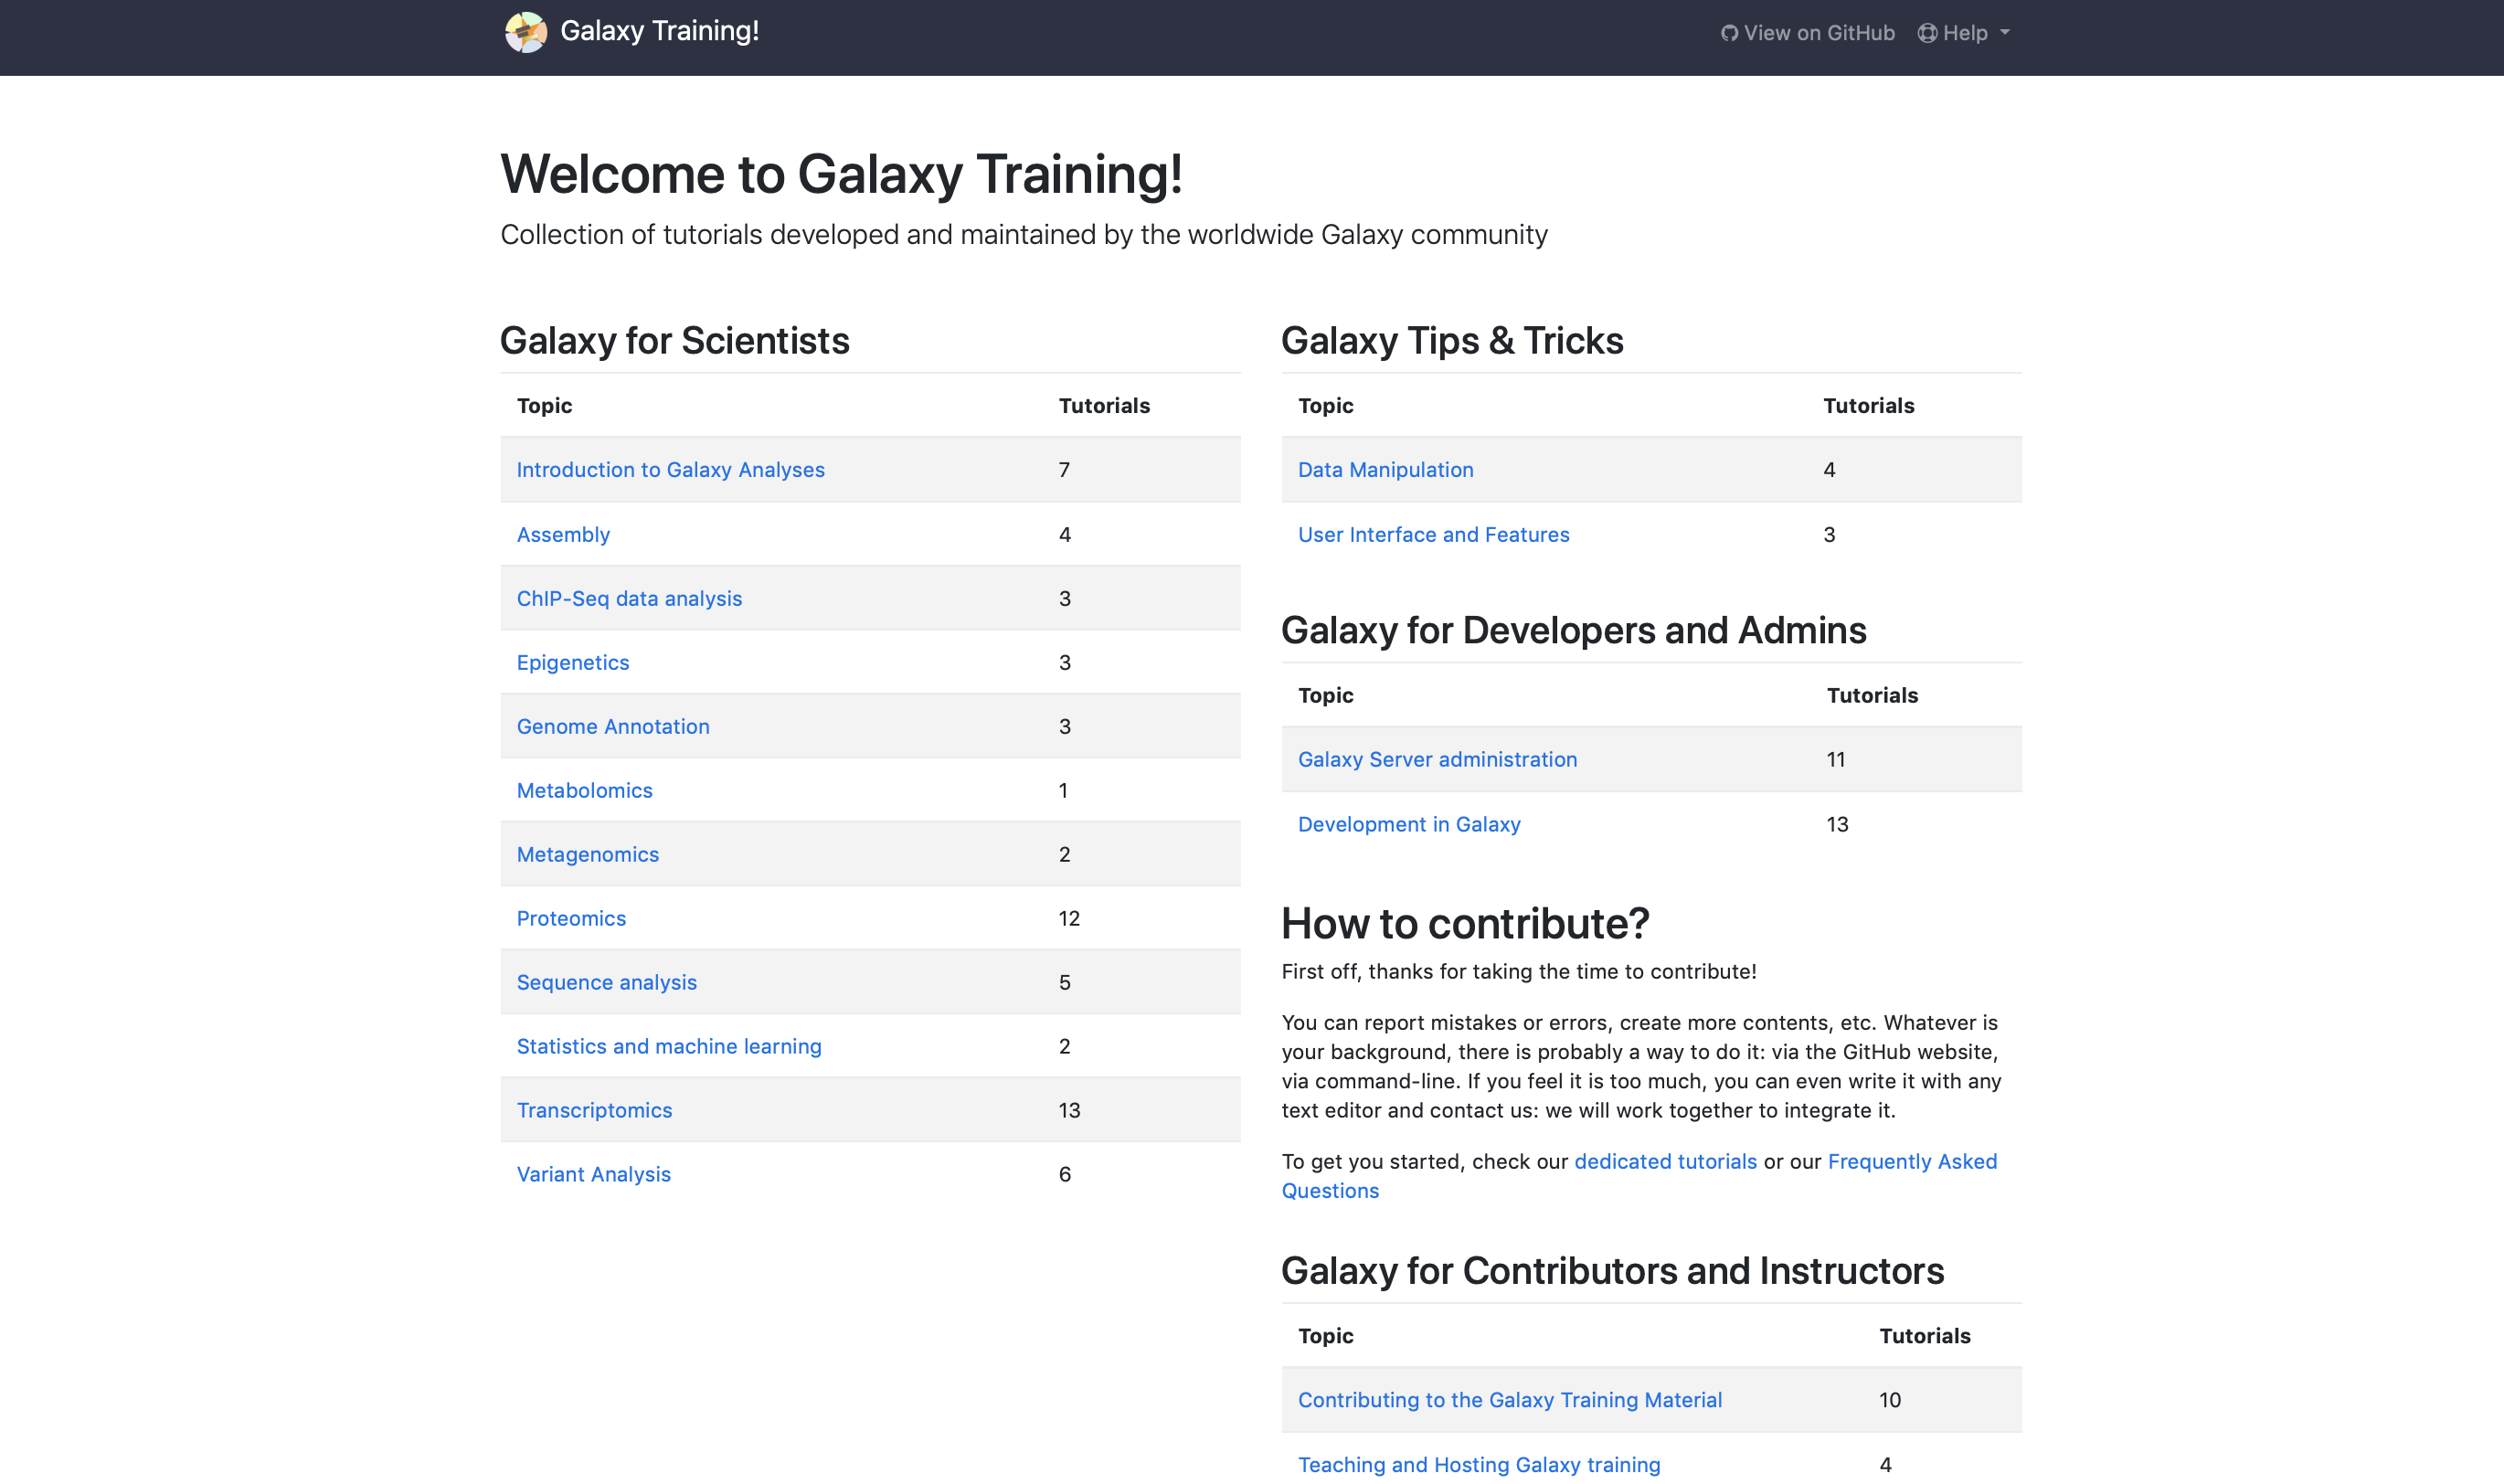 Galaxy Training!
View on GitHub
Help
Welcome to Galaxy Training!
Collection of tutorials developed and maintained by the worldwide Galaxy community
Galaxy for Scientists
Topic Tutorials
Introduction to Galaxy Analyses 7
Assembly 4
ChIP-Seq data analysis 3
Epigenetics 3
Genome Annotation 3
Metabolomics 1
Metagenomics 2
Proteomics 12
Sequence analysis 5
Statistics and machine learning 2
Transcriptomics 13
Variant Analysis 6
Galaxy Tips & Tricks
Topic Tutorials
Data Manipulation 4
User Interface and Features 3
Galaxy for Developers and Admins
Topic Tutorials
Galaxy Server administration 11
Development in Galaxy 13
How to contribute?
First off, thanks for taking the time to contribute!
You can report mistakes or errors, create more contents, etc. Whatever is
your background, there is probably a way to do it: via the GitHub website,
via command-line. If you feel it is too much, you can even write it with any
text editor and contact us: we will work together to integrate it.
To get you started, check our dedicated tutorials or our Frequently Asked
Questions
Galaxy for Contributors and Instructors
Topic Tutorials
Contributing to the Galaxy Training Material 10
Teaching and Hosting Galaxy training 4